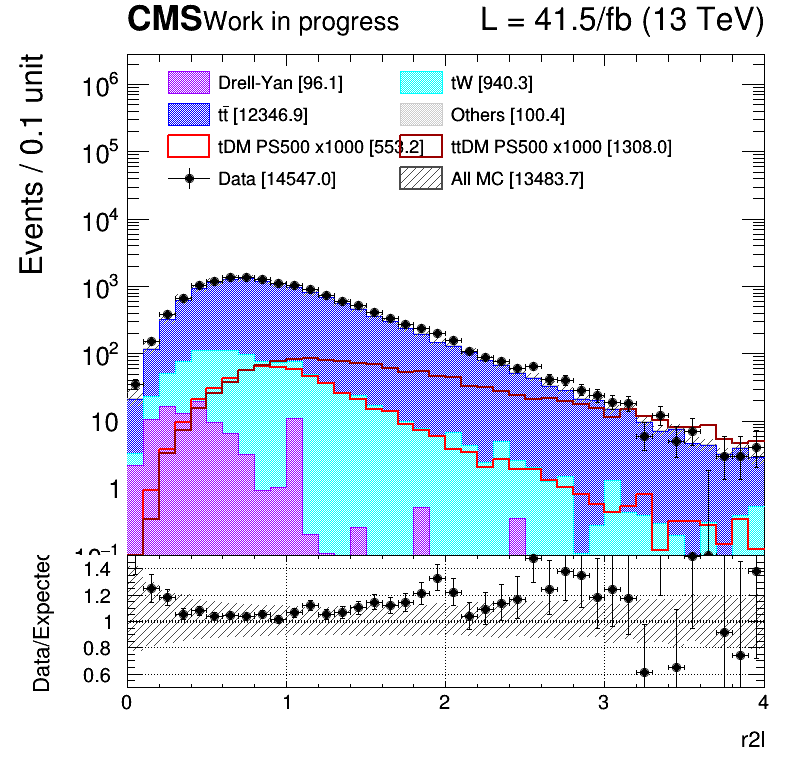 CMS Work in progress L = 41.5/fb (13 TeV)
Events / 0.1 unit
Drell-Yan [96.1] tW [940.3]
tt̄ [12346.9] Others [100.4]
tDM PS500 x1000 [553.2] ttDM PS500 x1000 [1308.0]
Data [14547.0] All MC [13483.7]
10⁶
10⁵
10⁴
10³
10²
10
1
10⁻¹
Data/Expected
1.4
1.2
1
0.8
0.6
0 1 2 3 4
r2l